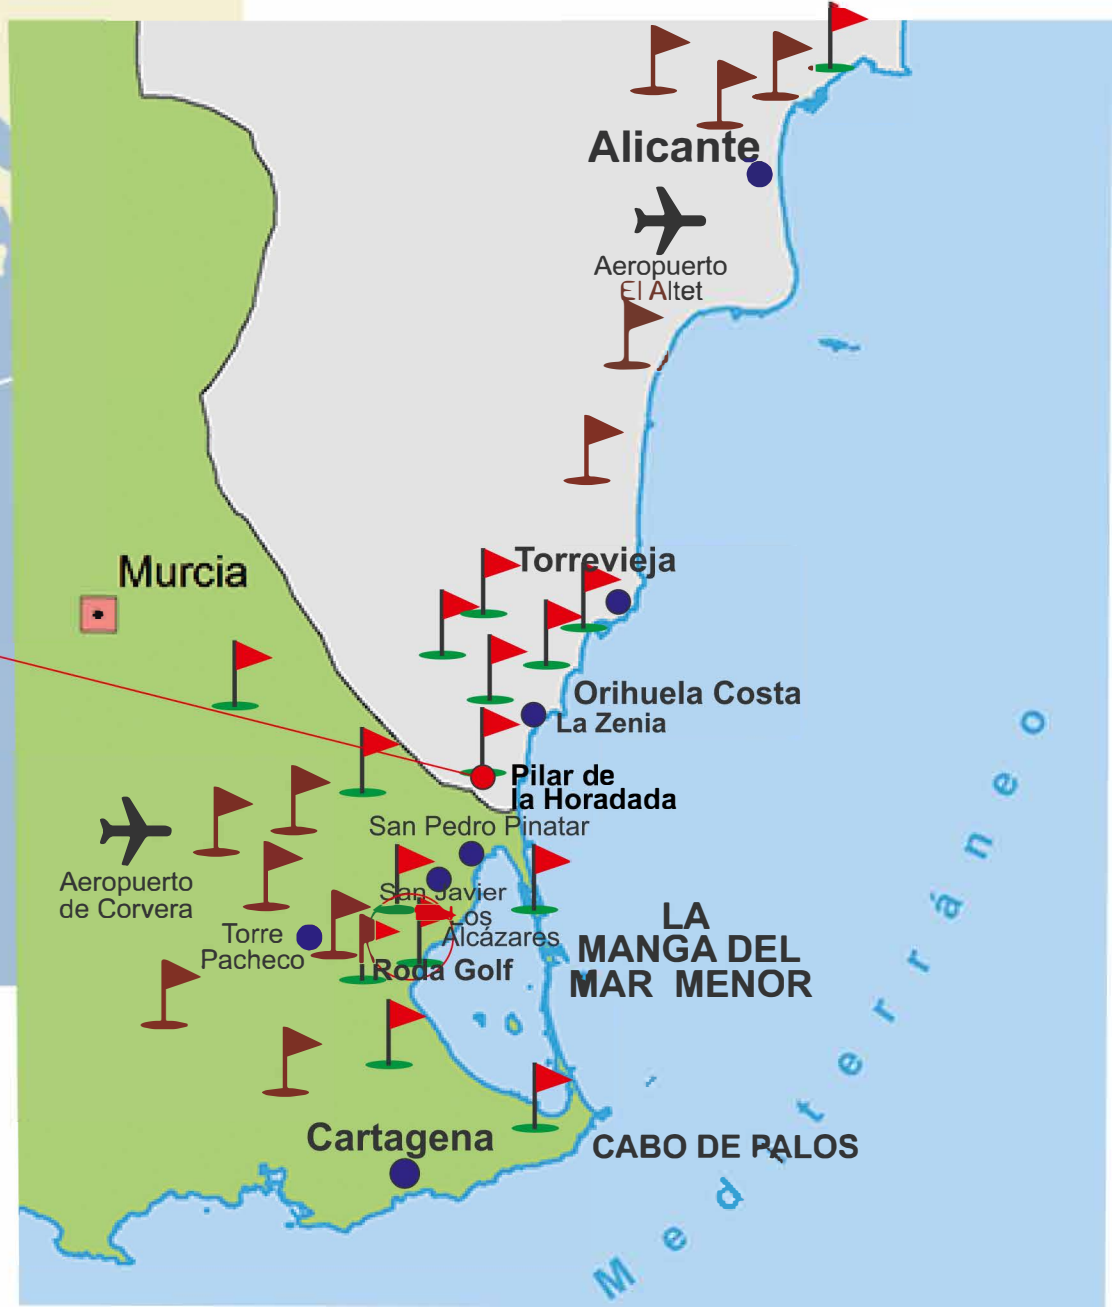 Alicante
Aeropuerto
El Altet
Torrevieja
Murcia
Orihuela Costa
La Zenia
Pilar de
la Horadada
San Pedro Pinatar
Aeropuerto
de Corvera
San Javier
Los
Alcázares
Torre
Pacheco
Roda Golf
LA
MANGA DEL
MAR MENOR
Cartagena
CABO DE PALOS
Mediterráneo